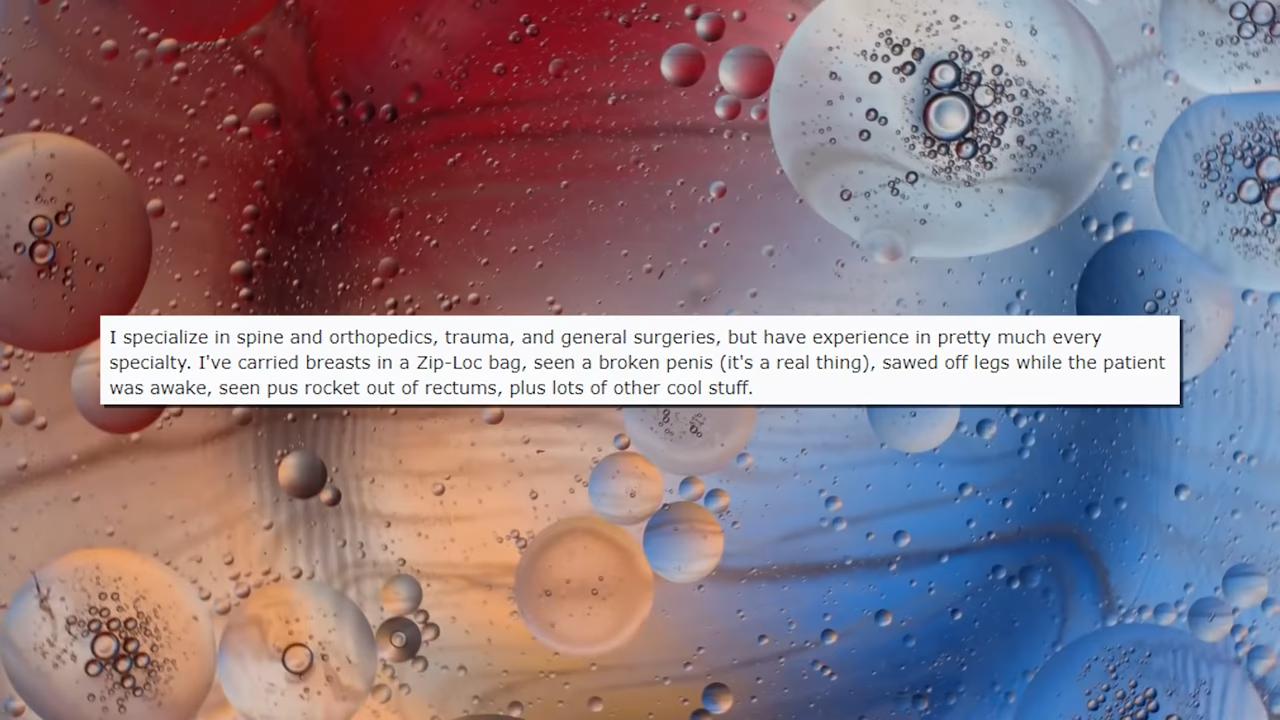 I specialize in spine and orthopedics, trauma, and general surgeries, but have experience in pretty much every
specialty. I've carried breasts in a Zip-Loc bag, seen a broken penis (it's a real thing), sawed off legs while the patient
was awake, seen pus rocket out of rectums, plus lots of other cool stuff.